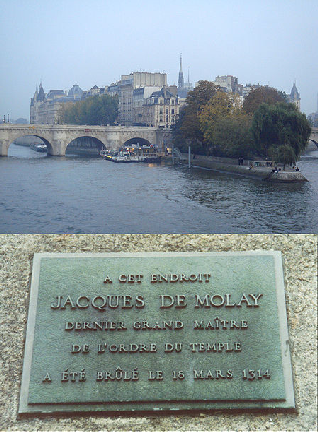 A CET ENDROIT
JACQUES DE MOLAY
DERNIER GRAND MAÎTRE
DE L'ORDRE DU TEMPLE
A ÉTÉ BRÛLÉ LE 18 MARS 1314